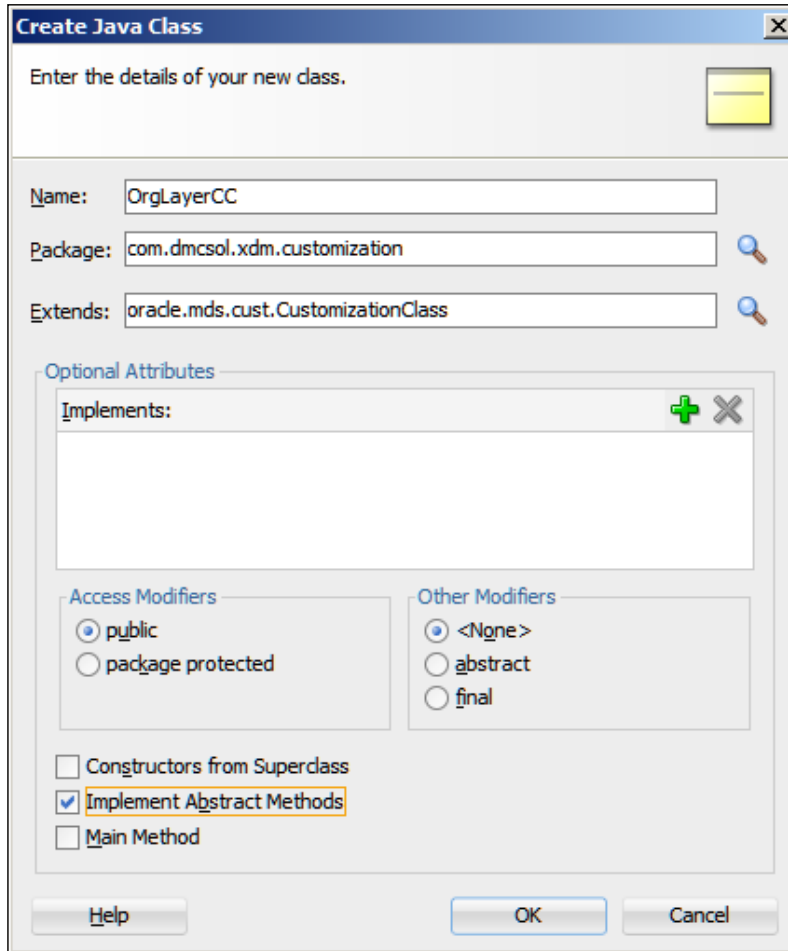 Create Java Class
Enter the details of your new class.
Name: OrgLayerCC
Package: com.dmcsol.xdm.customization
Extends: oracle.mds.cust.CustomizationClass
Optional Attributes
Implements:
Access Modifiers
public
package protected
Other Modifiers
<None>
abstract
final
Constructors from Superclass
Implement Abstract Methods
Main Method
Help OK Cancel